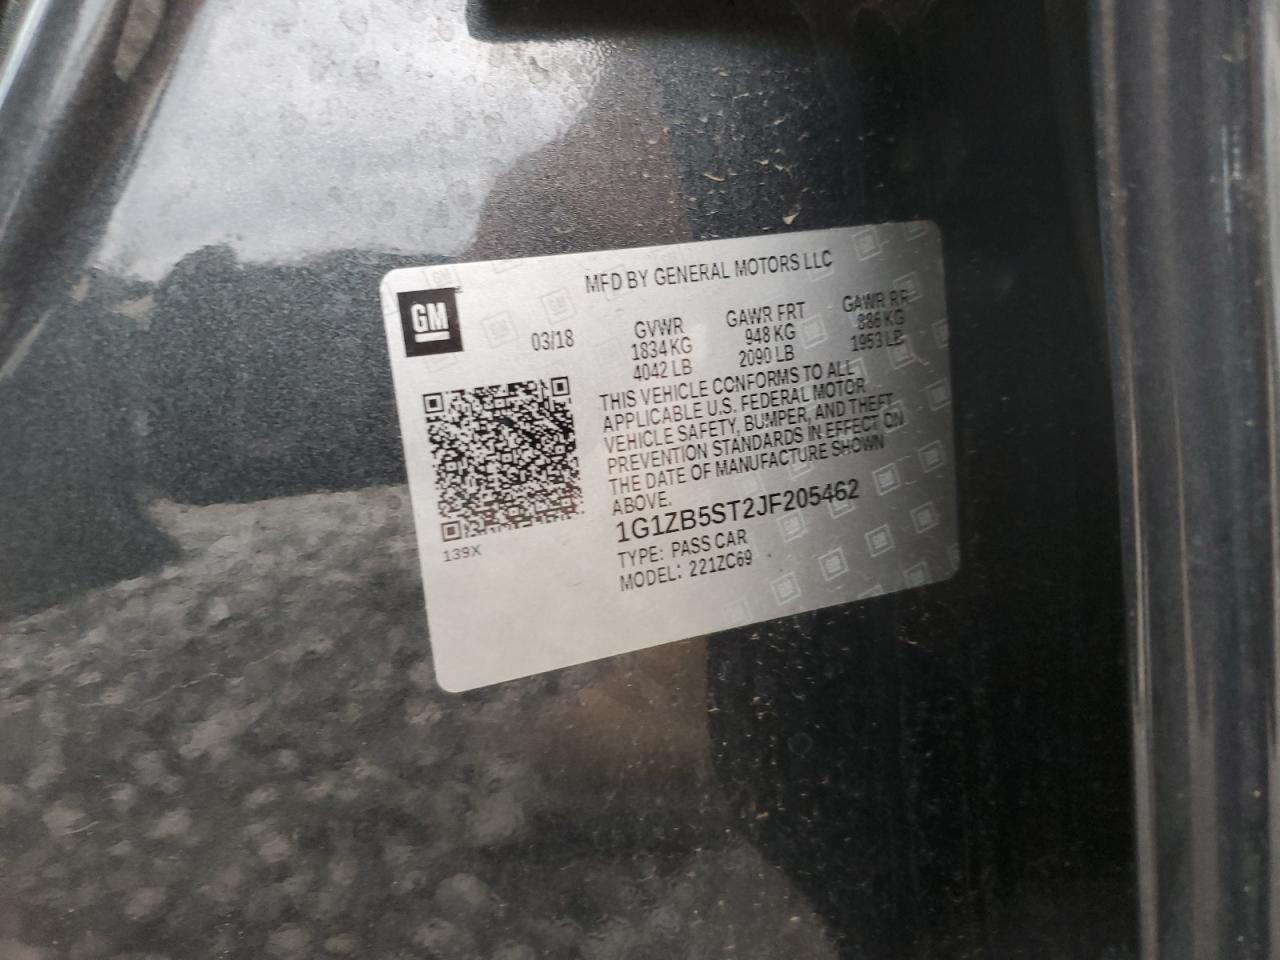 MFD BY GENERAL MOTORS LLC
GM
03/18
GVWR GAWR FRT GAWR RR
1834 KG 948 KG 886 KG
4042 LB 2090 LB 1953 LB
THIS VEHICLE CONFORMS TO ALL
APPLICABLE U.S. FEDERAL MOTOR
VEHICLE SAFETY, BUMPER, AND THEFT
PREVENTION STANDARDS IN EFFECT ON
THE DATE OF MANUFACTURE SHOWN
ABOVE.
1G1ZB5ST2JF205462
139X
TYPE: PASS CAR
MODEL: 221ZC69